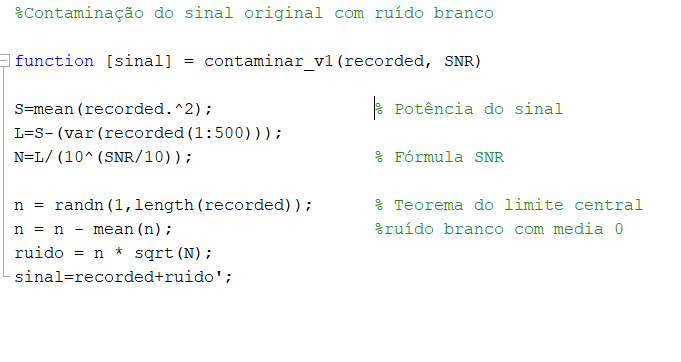 %Contaminação do sinal original com ruído branco
function [sinal] = contaminar_v1(recorded, SNR)
S=mean(recorded.^2); % Potência do sinal
L=S-(var(recorded(1:500)));
N=L/(10^(SNR/10)); % Fórmula SNR
n = randn(1,length(recorded)); % Teorema do limite central
n = n - mean(n); %ruído branco com media 0
ruido = n * sqrt(N);
sinal=recorded+ruido';